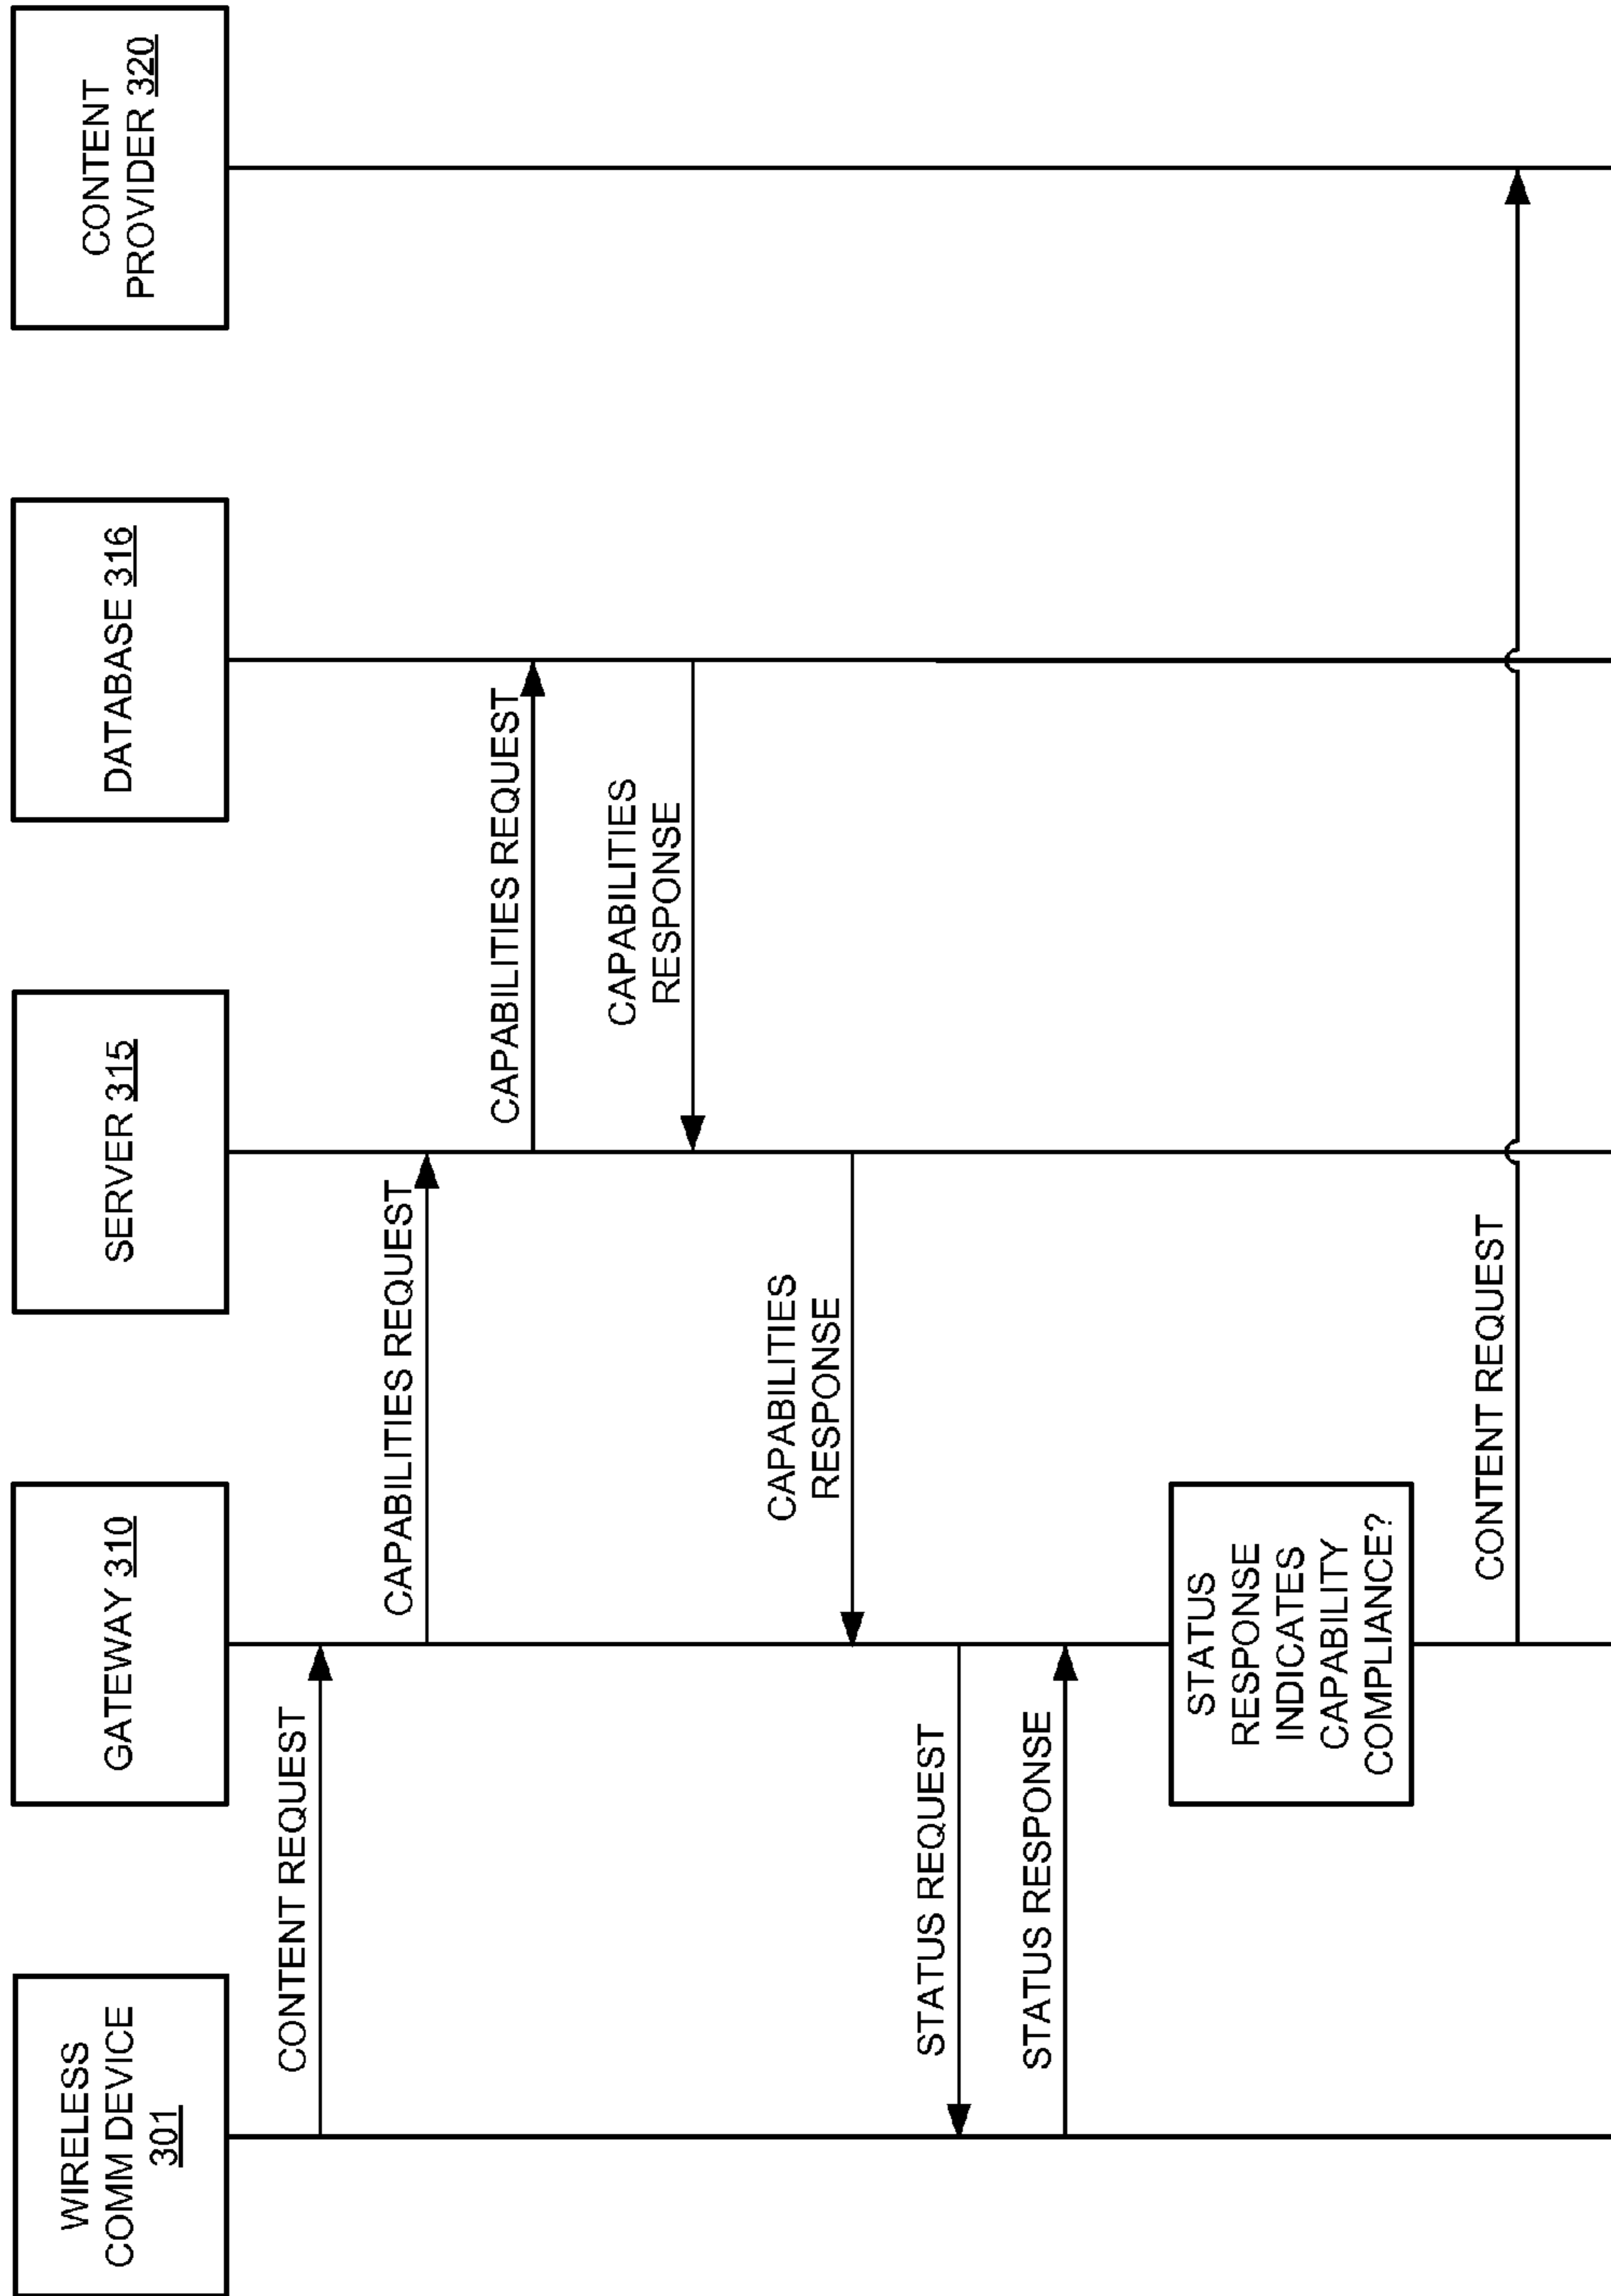 WIRELESS
COMM DEVICE
301
GATEWAY 310
SERVER 315
DATABASE 316
CONTENT
PROVIDER 320
CONTENT REQUEST
CAPABILITIES REQUEST
CAPABILITIES REQUEST
CAPABILITIES
RESPONSE
CAPABILITIES
RESPONSE
STATUS REQUEST
STATUS RESPONSE
STATUS
RESPONSE
INDICATES
CAPABILITY
COMPLIANCE?
CONTENT REQUEST